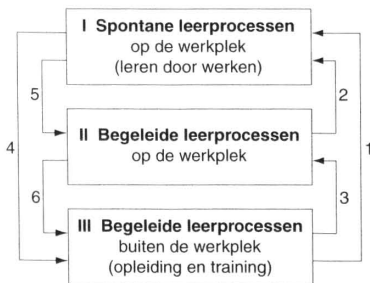 I Spontane leerprocessen
op de werkplek
(leren door werken)
5
2
4
II Begeleide leerprocessen
op de werkplek
1
6
3
III Begeleide leerprocessen
buiten de werkplek
(opleiding en training)